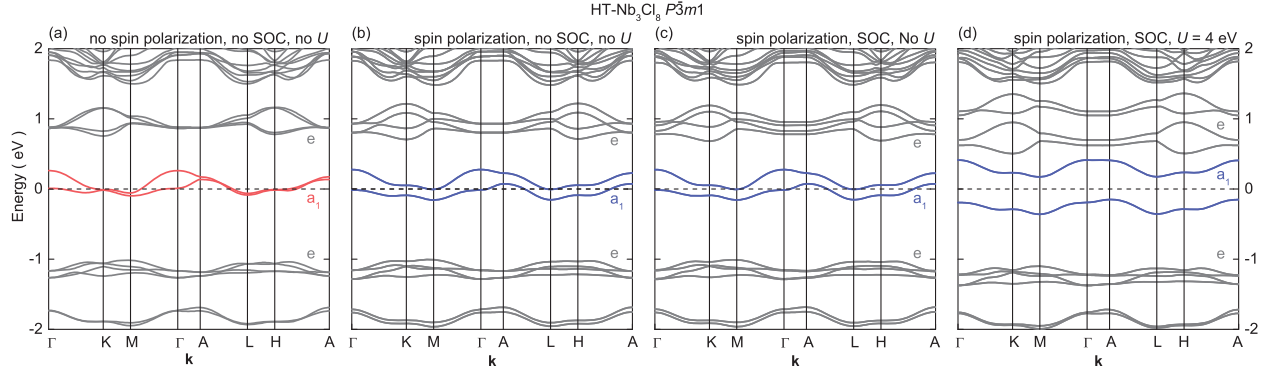 HT-Nb₃Cl₈ P3̄m1
(a) no spin polarization, no SOC, no U
(b) spin polarization, no SOC, no U
(c) spin polarization, SOC, No U
(d) spin polarization, SOC, U = 4 eV
Energy ( eV )
2
1
0
-1
-2
e
a₁
e
Γ K M Γ A L H A
k
e
a₁
e
Γ K M Γ A L H A
k
e
a₁
e
Γ K M Γ A L H A
k
e
a₁
e
Γ K M Γ A L H A
k
2
1
0
-1
-2